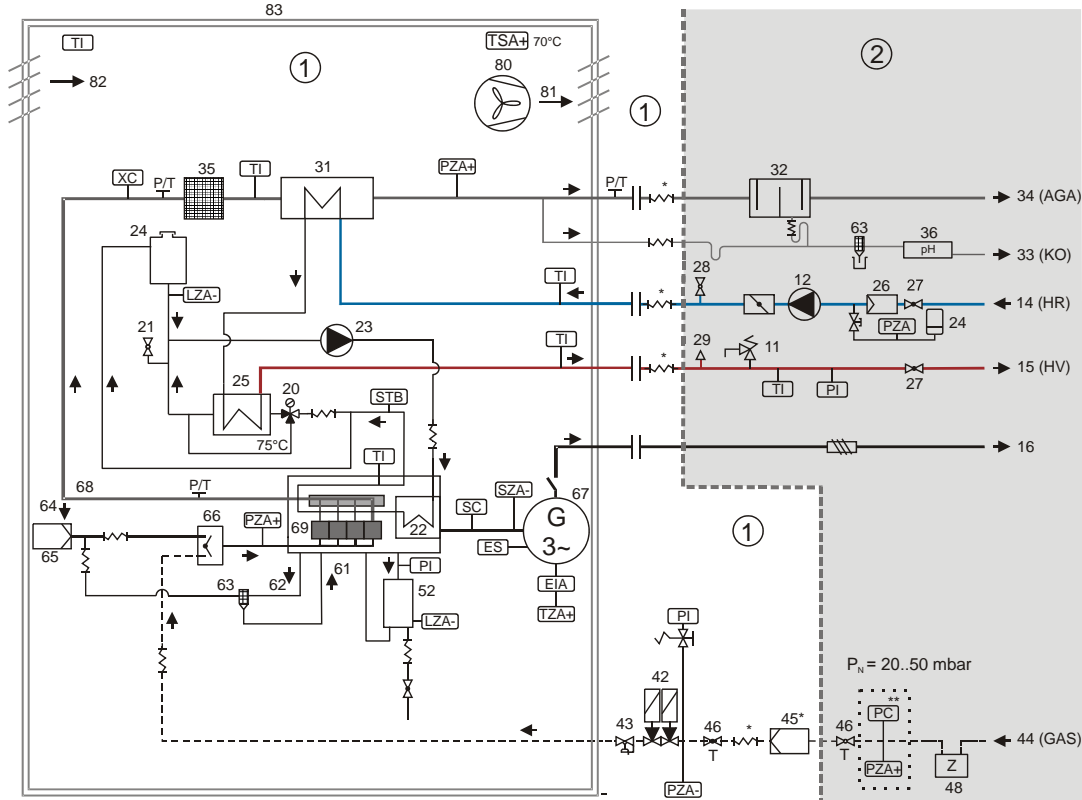 83
TI
TSA+ 70°C
1
2
80
82
81
1
35
31
32
XC
P/T
TI
PZA+
P/T
*
34 (AGA)
24
63
36
pH
33 (KO)
LZA-
TI
*
28
12
26
27
14 (HR)
21
23
PZA
24
TI
*
29
11
15 (HV)
25
20
STB
TI
PI
27
75°C
16
TI
68
P/T
SZA-
67
64
66
PZA+
69
22
SC
G
3~
1
65
ES
63
62
61
PI
52
EIA
LZA-
TZA+
PI
PN = 20..50 mbar
42
**
PC
43
46
*
45*
46
44 (GAS)
T
T
Z
PZA+
PZA-
48